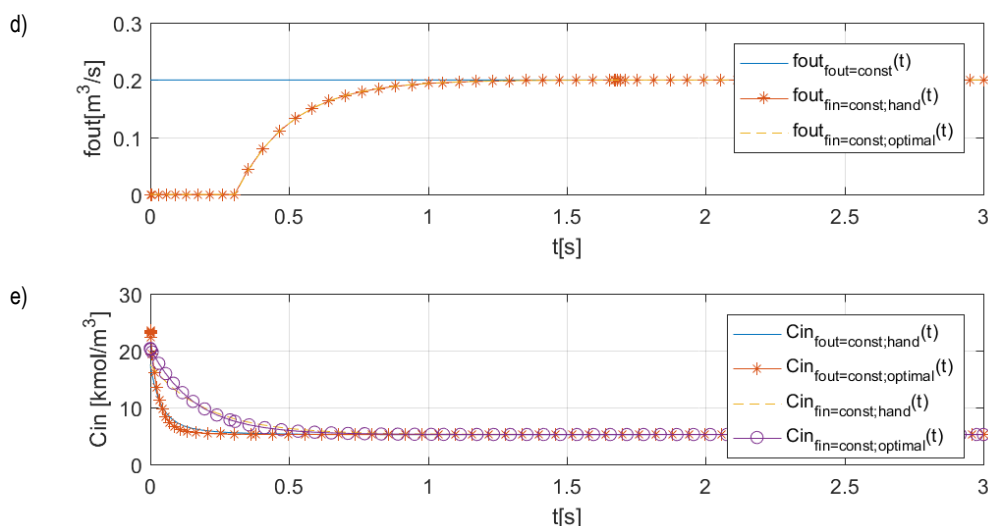 d)
0.3
0.2
0.1
0
fout[m³/s]
0 0.5 1 1.5 2 2.5 3
t[s]
fout_fout=const(t)
fout_fin=const;hand(t)
fout_fin=const;optimal(t)
e)
30
20
10
0
Cin [kmol/m³]
0 0.5 1 1.5 2 2.5 3
t[s]
Cin_fout=const;hand(t)
Cin_fout=const;optimal(t)
Cin_fin=const;hand(t)
Cin_fin=const;optimal(t)